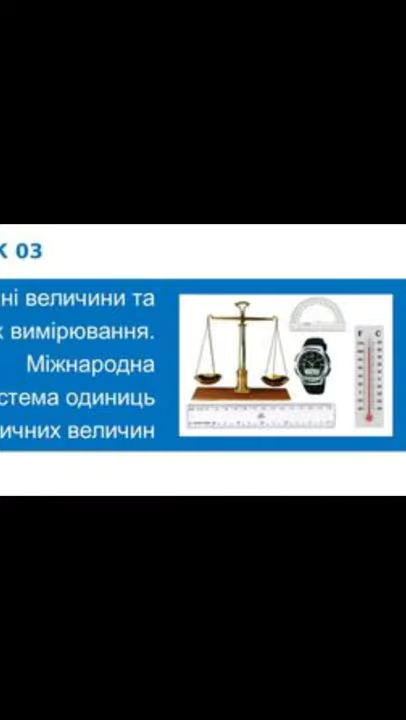 К 03
ні величини та
х вимірювання.
Міжнародна
стема одиниць
ичних величин
F C